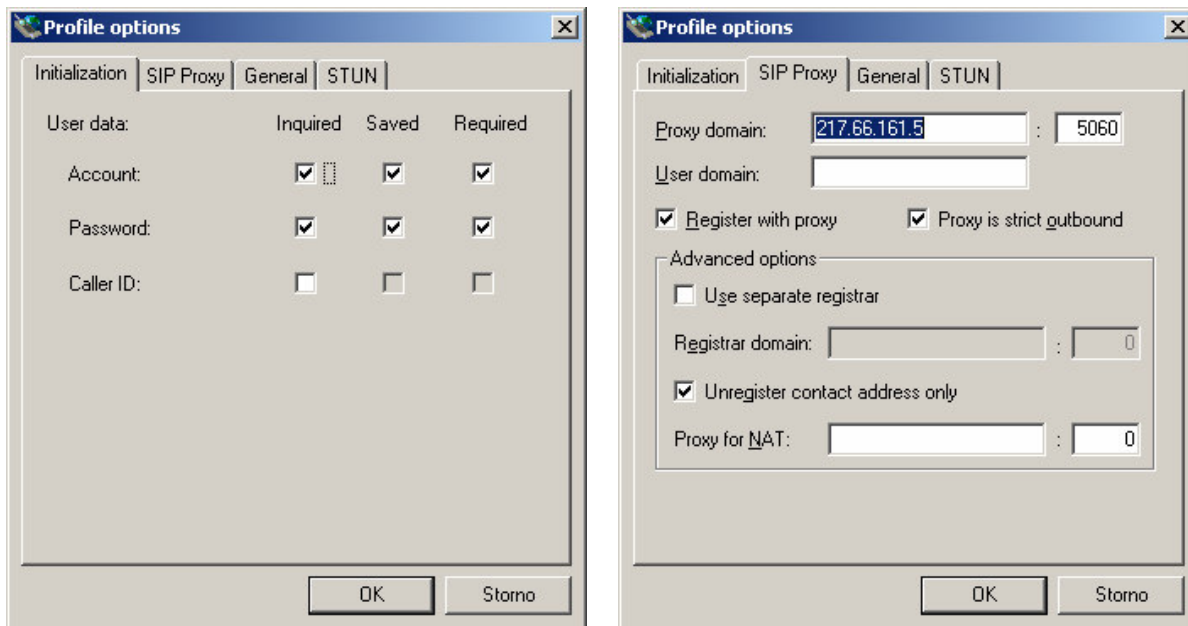 Profile options
Initialization SIP Proxy General STUN
User data: Inquired Saved Required
Account:
Password:
Caller ID:
OK Storno
Profile options
Initialization SIP Proxy General STUN
Proxy domain: 217.66.161.5 : 5060
User domain:
Register with proxy Proxy is strict outbound
Advanced options
Use separate registrar
Registrar domain: : 0
Unregister contact address only
Proxy for NAT: : 0
OK Storno